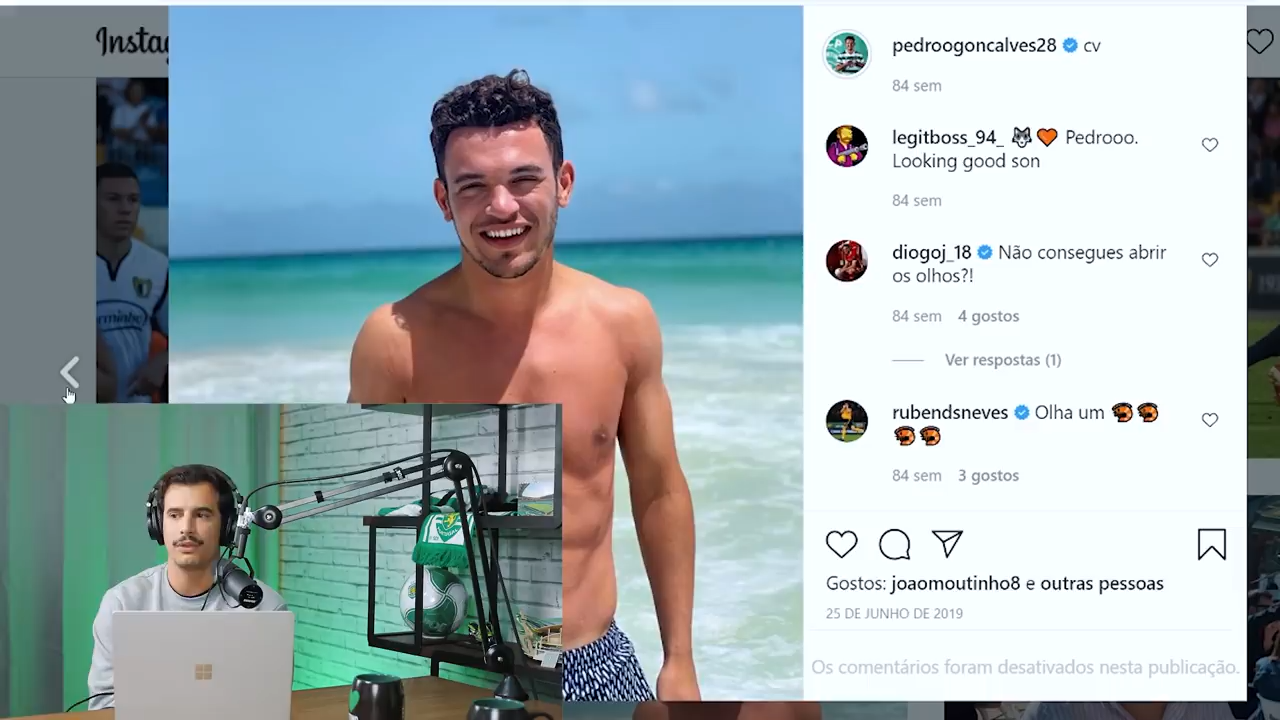 Insta
pedroogoncalves28 cv
84 sem
legitboss_94_ 🐺🧡 Pedrooo.
Looking good son
84 sem
diogoj_18 Não consegues abrir
os olhos?!
84 sem 4 gostos
Ver respostas (1)
rubendsneves Olha um
84 sem 3 gostos
Gostos: joaomoutinho8 e outras pessoas
25 DE JUNHO DE 2019
Os comentários foram desativados nesta publicação.